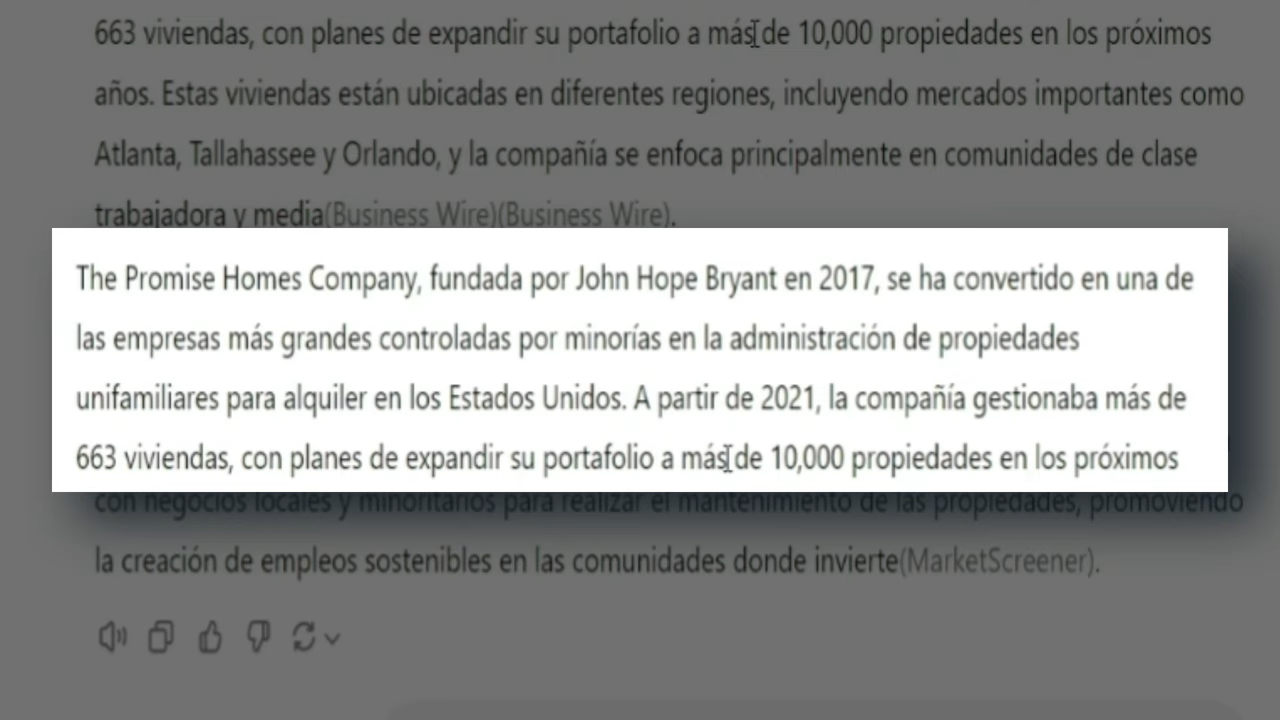 663 viviendas, con planes de expandir su portafolio a más de 10,000 propiedades en los próximos
años. Estas viviendas están ubicadas en diferentes regiones, incluyendo mercados importantes como
Atlanta, Tallahassee y Orlando, y la compañía se enfoca principalmente en comunidades de clase
trabajadora y media(Business Wire)(Business Wire).
The Promise Homes Company, fundada por John Hope Bryant en 2017, se ha convertido en una de
las empresas más grandes controladas por minorías en la administración de propiedades
unifamiliares para alquiler en los Estados Unidos. A partir de 2021, la compañía gestionaba más de
663 viviendas, con planes de expandir su portafolio a más de 10,000 propiedades en los próximos
con negocios locales y minoritarios para realizar el mantenimiento de las propiedades, promoviendo
la creación de empleos sostenibles en las comunidades donde invierte(MarketScreener).